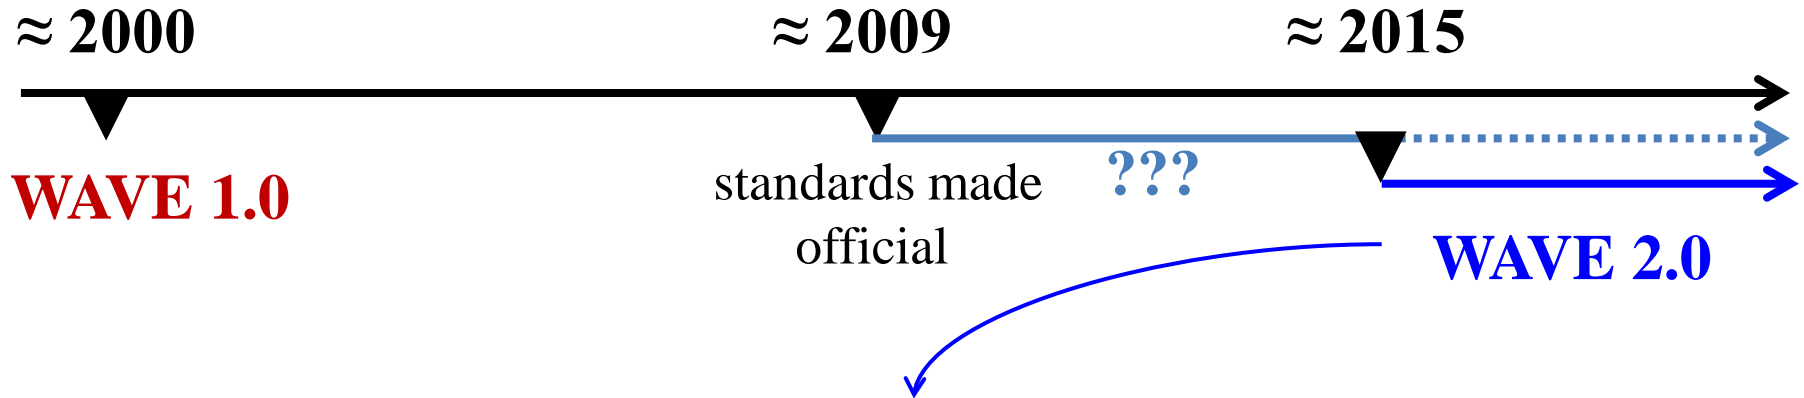 ≈ 2000
≈ 2009
≈ 2015
WAVE 1.0
standards made
official
???
WAVE 2.0